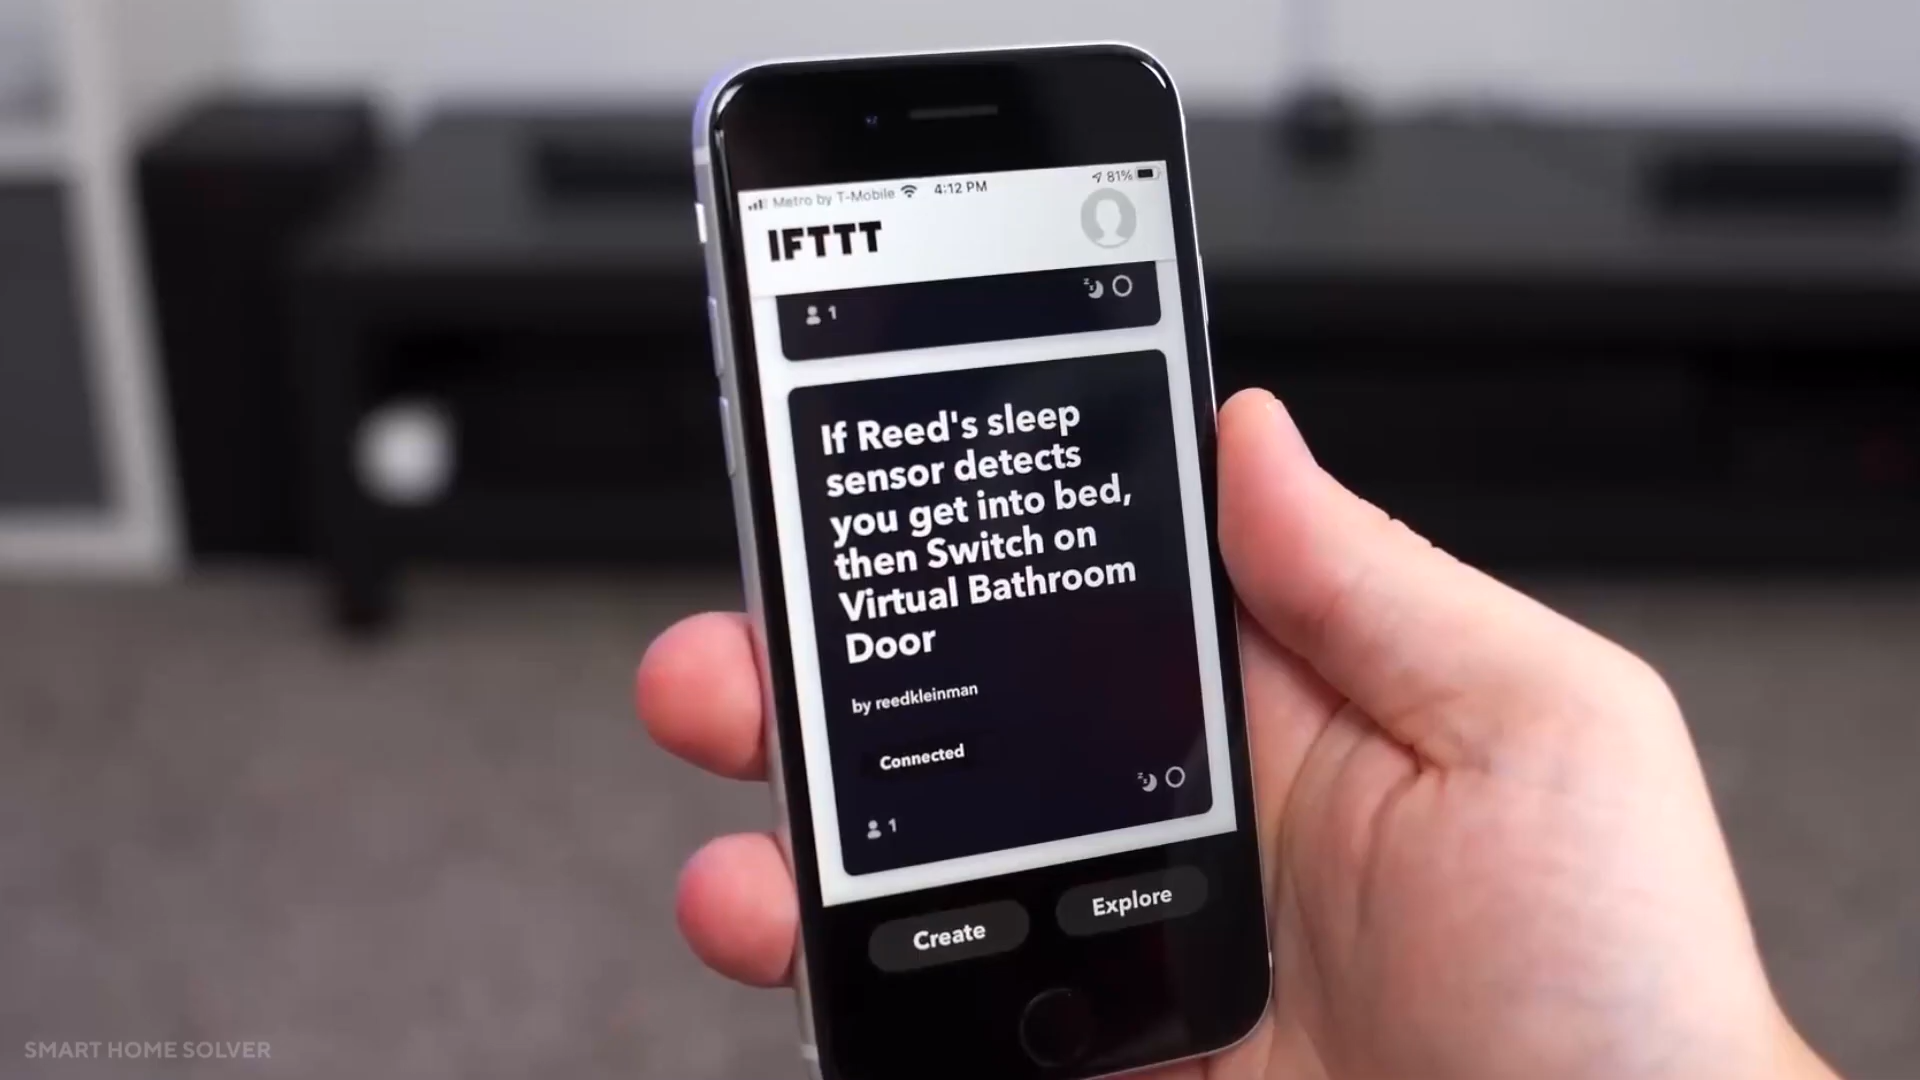 Metro by T-Mobile 4:12 PM 81%
IFTTT
1
If Reed's sleep
sensor detects
you get into bed,
then Switch on
Virtual Bathroom
Door
by reedkleinman
Connected
1
Create Explore
SMART HOME SOLVER